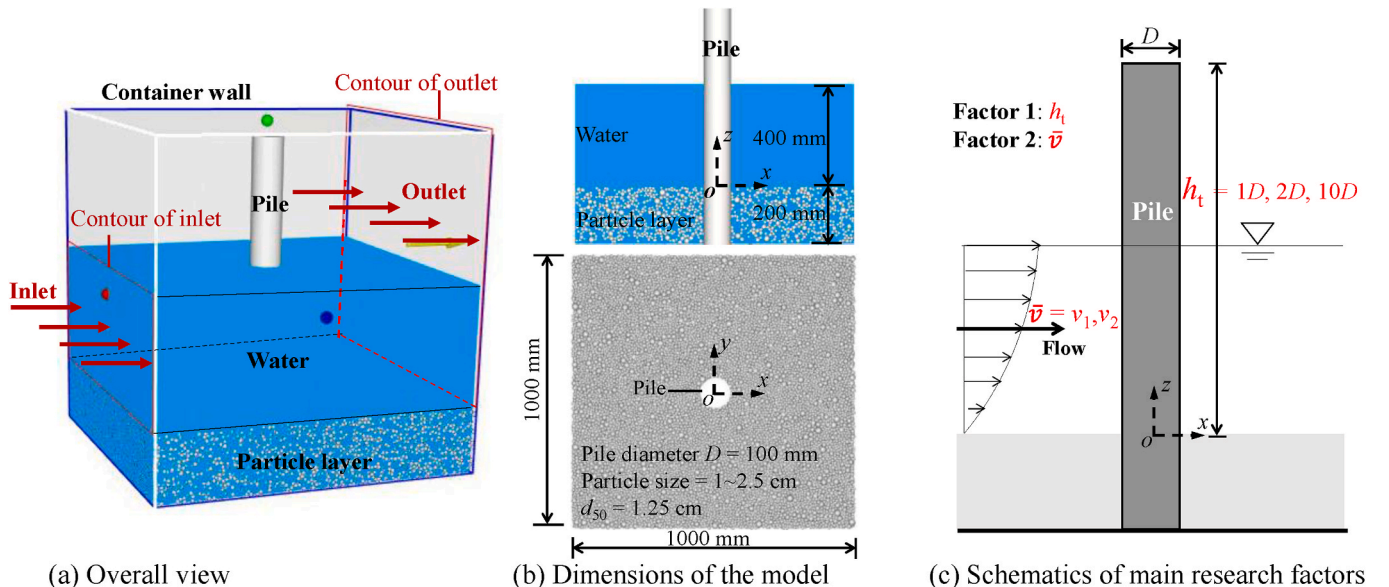 Container wall
Contour of outlet
Pile
Outlet
Contour of inlet
Inlet
Water
Particle layer
(a) Overall view
Pile
Water
400 mm
z
x
o
Particle layer
200 mm
1000 mm
y
Pile
x
o
Pile diameter D = 100 mm
Particle size = 1~2.5 cm
d50 = 1.25 cm
1000 mm
(b) Dimensions of the model
D
Factor 1: ht
Factor 2: v̄
ht = 1D, 2D, 10D
Pile
v̄ = v1,v2
Flow
z
x
o
(c) Schematics of main research factors